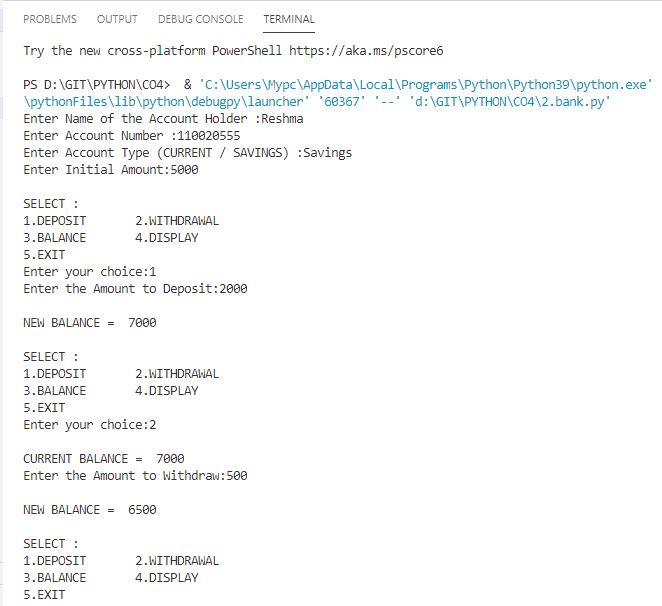 PROBLEMS OUTPUT DEBUG CONSOLE TERMINAL
Try the new cross-platform PowerShell https://aka.ms/pscore6
PS D:\GIT\PYTHON\CO4>  & 'C:\Users\Mypc\AppData\Local\Programs\Python\Python39\python.exe'
\pythonFiles\lib\python\debugpy\launcher' '60367' '--' 'd:\GIT\PYTHON\CO4\2.bank.py'
Enter Name of the Account Holder :Reshma
Enter Account Number :110020555
Enter Account Type (CURRENT / SAVINGS) :Savings
Enter Initial Amount:5000
SELECT :
1.DEPOSIT       2.WITHDRAWAL
3.BALANCE       4.DISPLAY
5.EXIT
Enter your choice:1
Enter the Amount to Deposit:2000
NEW BALANCE =  7000
SELECT :
1.DEPOSIT       2.WITHDRAWAL
3.BALANCE       4.DISPLAY
5.EXIT
Enter your choice:2
CURRENT BALANCE =  7000
Enter the Amount to Withdraw:500
NEW BALANCE =  6500
SELECT :
1.DEPOSIT       2.WITHDRAWAL
3.BALANCE       4.DISPLAY
5.EXIT